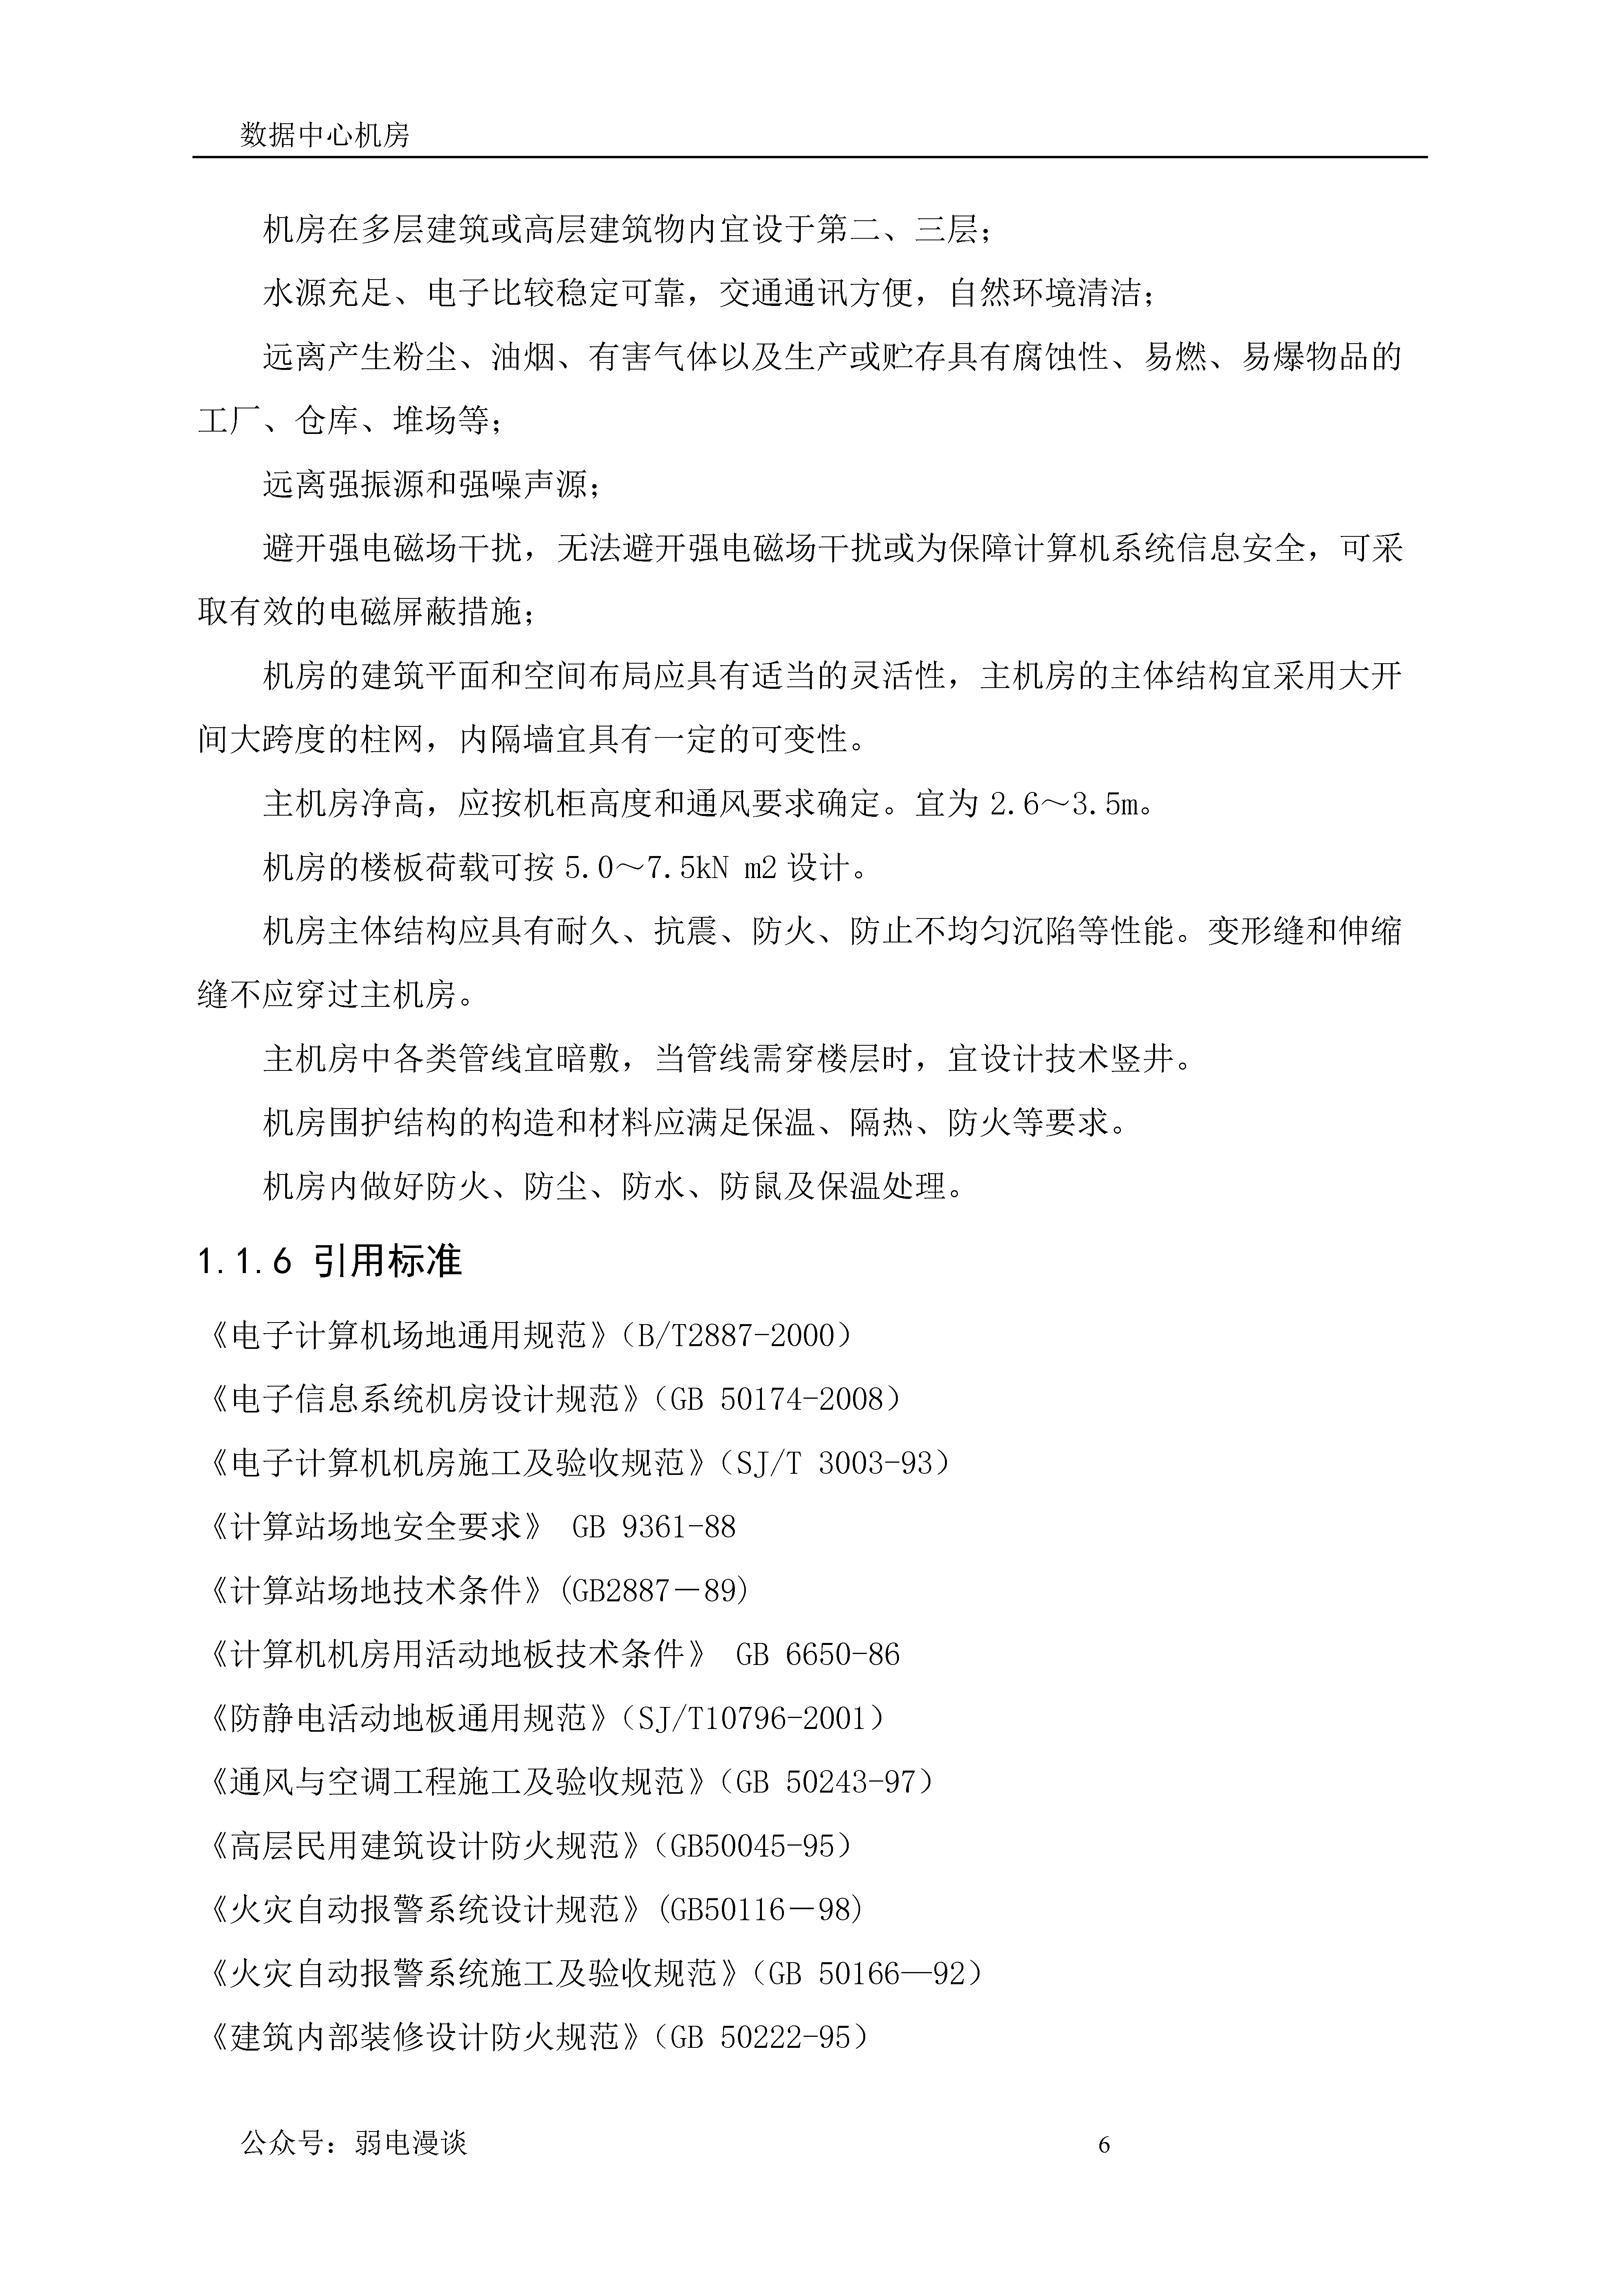 数据中心机房
机房在多层建筑或高层建筑物内宜设于第二、三层；
水源充足、电子比较稳定可靠，交通通讯方便，自然环境清洁；
远离产生粉尘、油烟、有害气体以及生产或贮存具有腐蚀性、易燃、易爆物品的
工厂、仓库、堆场等；
远离强振源和强噪声源；
避开强电磁场干扰，无法避开强电磁场干扰或为保障计算机系统信息安全，可采
取有效的电磁屏蔽措施；
机房的建筑平面和空间布局应具有适当的灵活性，主机房的主体结构宜采用大开
间大跨度的柱网，内隔墙宜具有一定的可变性。
主机房净高，应按机柜高度和通风要求确定。宜为 2.6～3.5m。
机房的楼板荷载可按 5.0～7.5kN m2 设计。
机房主体结构应具有耐久、抗震、防火、防止不均匀沉陷等性能。变形缝和伸缩
缝不应穿过主机房。
主机房中各类管线宜暗敷，当管线需穿楼层时，宜设计技术竖井。
机房围护结构的构造和材料应满足保温、隔热、防火等要求。
机房内做好防火、防尘、防水、防鼠及保温处理。
1.1.6 引用标准
《电子计算机场地通用规范》（B/T2887-2000）
《电子信息系统机房设计规范》（GB 50174-2008）
《电子计算机机房施工及验收规范》（SJ/T 3003-93）
《计算站场地安全要求》 GB 9361-88
《计算站场地技术条件》(GB2887－89)
《计算机机房用活动地板技术条件》 GB 6650-86
《防静电活动地板通用规范》（SJ/T10796-2001）
《通风与空调工程施工及验收规范》（GB 50243-97）
《高层民用建筑设计防火规范》（GB50045-95）
《火灾自动报警系统设计规范》(GB50116－98)
《火灾自动报警系统施工及验收规范》（GB 50166—92）
《建筑内部装修设计防火规范》（GB 50222-95）
公众号：弱电漫谈 6